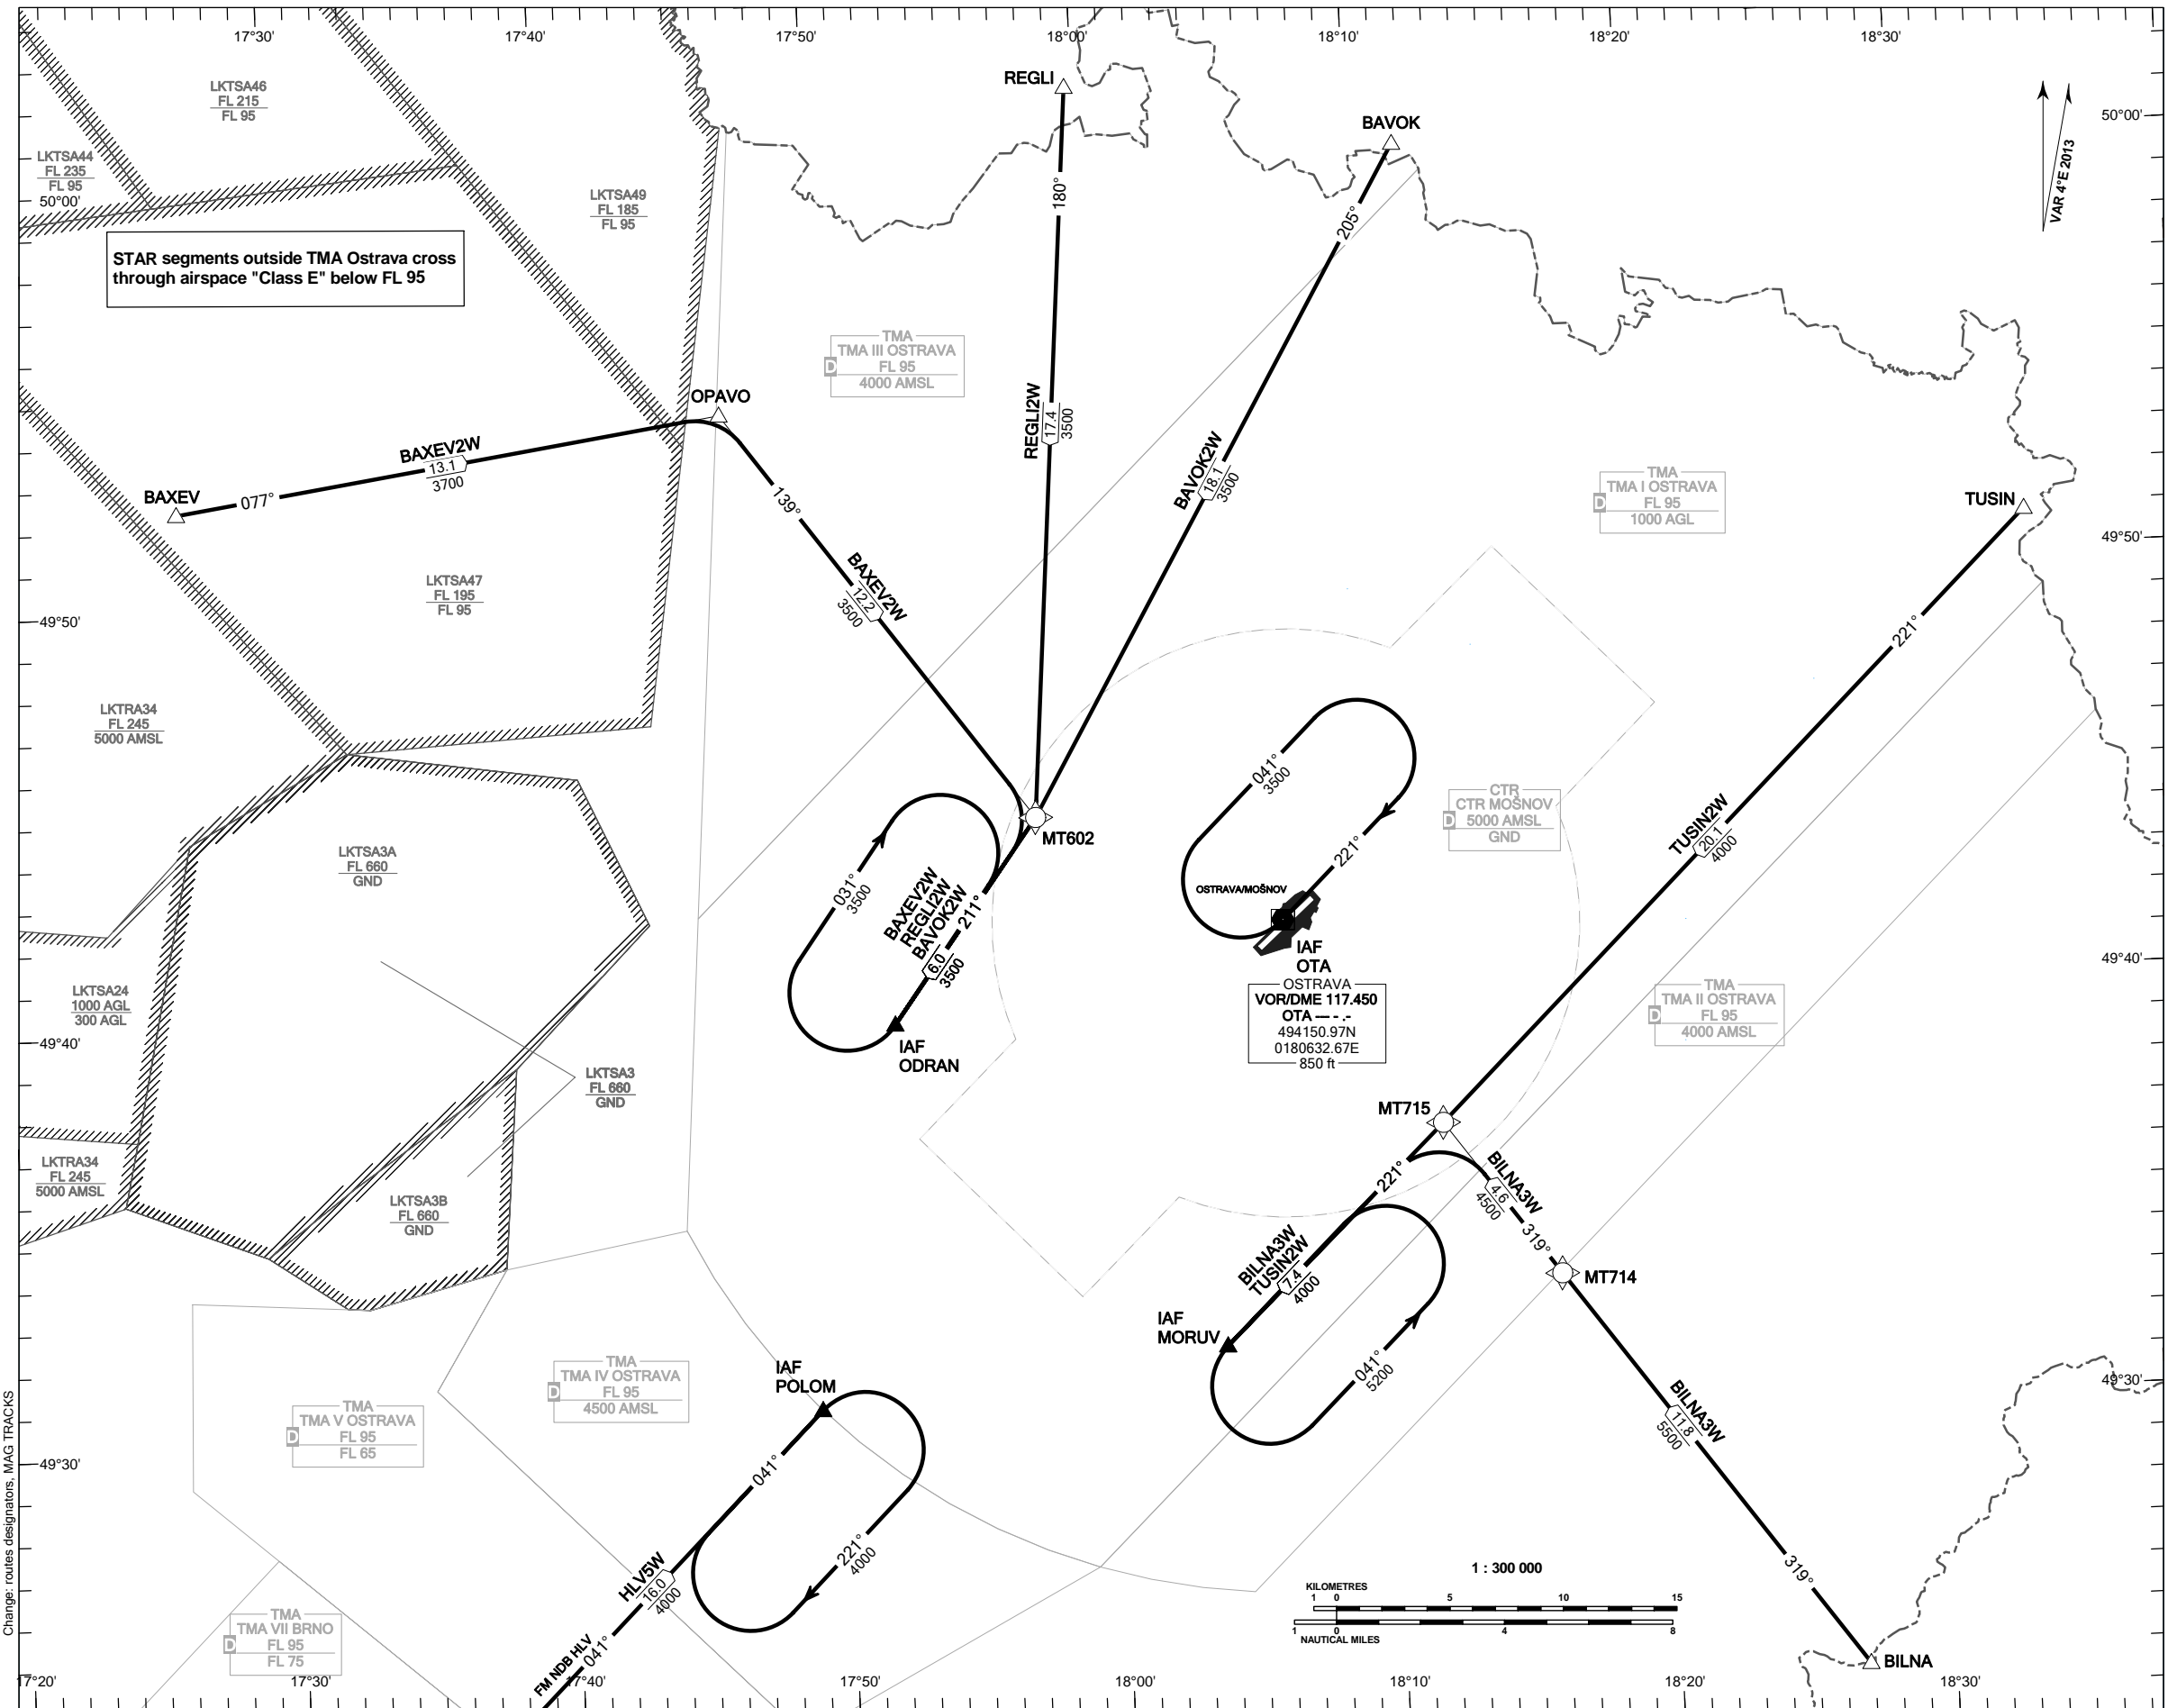 17°30'
17°40'
17°50'
18°00'
18°10'
18°20'
18°30'
LKTSA46
FL 215
FL 95
REGLI
LKTSA44
FL 235
FL 95
50°00'
50°00'
BAVOK
VAR 4°E 2013
LKTSA49
FL 185
FL 95
180°
205°
STAR segments outside TMA Ostrava cross
through airspace "Class E" below FL 95
TMA
TMA III OSTRAVA
D
FL 95
4000 AMSL
OPAVO
REGLI2W
17.4
3500
BAXEV2W
13.1
3700
BAXEV
077°
139°
BAVOK2W
18.1
3500
TMA
TMA I OSTRAVA
D
FL 95
1000 AGL
TUSIN
49°50'
LKTSA47
FL 195
FL 95
BAXEV2W
12.2
3500
49°50'
221°
LKTRA34
FL 245
5000 AMSL
041°
3500
CTR
CTR MOŠNOV
D
5000 AMSL
GND
TUSIN2W
20.1
4000
MT602
221°
LKTSA3A
FL 660
GND
031°
3500
BAXEV2W
REGLI2W
BAVOK2W
211°
6.0
3500
OSTRAVA/MOŠNOV
IAF
OTA
OSTRAVA
VOR/DME 117.450
OTA --- - .-
494150.97N
0180632.67E
850 ft
49°40'
LKTSA24
1000 AGL
300 AGL
TMA
TMA II OSTRAVA
D
FL 95
4000 AMSL
49°40'
IAF
ODRAN
LKTSA3
FL 660
GND
MT715
LKTRA34
FL 245
5000 AMSL
221°
BILNA3W
4.6
4500
319°
LKTSA3B
FL 660
GND
BILNA3W
TUSIN2W
7.4
4000
MT714
IAF
MORUV
041°
5200
IAF
POLOM
TMA
TMA IV OSTRAVA
D
FL 95
4500 AMSL
49°30'
BILNA3W
11.8
5500
TMA
TMA V OSTRAVA
D
FL 95
FL 65
49°30'
041°
221°
4000
HLV5W
16.0
4000
1 : 300 000
KILOMETRES
1 0 5 10 15
1 0 4 8
NAUTICAL MILES
319°
TMA
TMA VII BRNO
D
FL 95
FL 75
FM NDB HLV
041°
BILNA
17°20'
17°30'
17°40'
17°50'
18°00'
18°10'
18°20'
18°30'
Change: routes designators, MAG TRACKS